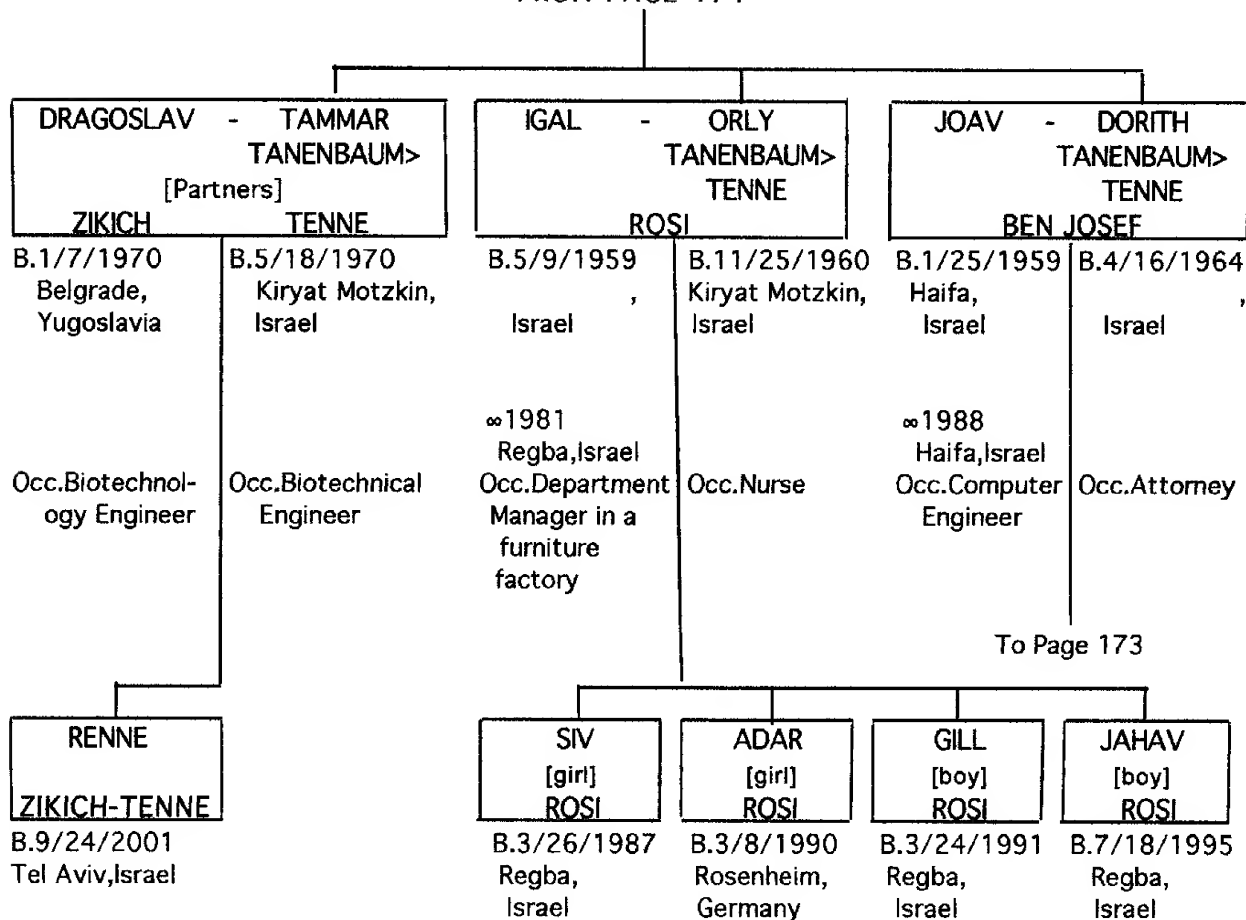 FROM PAGE
DRAGOSLAV - TAMMAR
TANENBAUM>
[Partners]
ZIKICH TENNE
B.1/7/1970
Belgrade,
Yugoslavia
Occ.Biotechnol-
ogy Engineer
B.5/18/1970
Kiryat Motzkin,
Israel
Occ.Biotechnical
Engineer
IGAL - ORLY
TANENBAUM>
TENNE
ROSI
B.5/9/1959
,
Israel
∞1981
Regba,Israel
Occ.Department
Manager in a
furniture
factory
B.11/25/1960
Kiryat Motzkin,
Israel
Occ.Nurse
JOAV - DORITH
TANENBAUM>
TENNE
BEN JOSEF
B.1/25/1959
Haifa,
Israel
∞1988
Haifa,Israel
Occ.Computer
Engineer
B.4/16/1964
,
Israel
Occ.Attorney
To Page 173
RENNE
ZIKICH-TENNE
B.9/24/2001
Tel Aviv,Israel
SIV
[girl]
ROSI
B.3/26/1987
Regba,
Israel
ADAR
[girl]
ROSI
B.3/8/1990
Rosenheim,
Germany
GILL
[boy]
ROSI
B.3/24/1991
Regba,
Israel
JAHAV
[boy]
ROSI
B.7/18/1995
Regba,
Israel